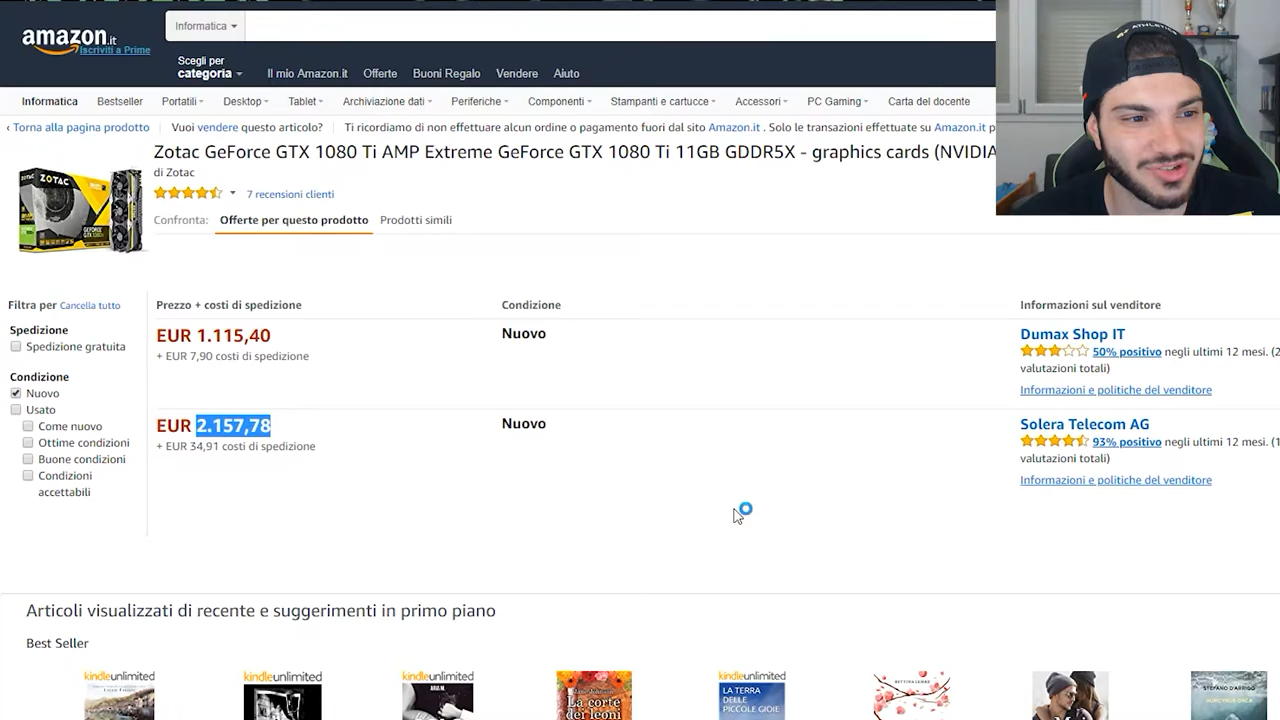 amazon.it
Iscriviti a Prime
Informatica
Scegli per
categoria
Il mio Amazon.it Offerte Buoni Regalo Vendere Aiuto
Informatica Bestseller Portatili Desktop Tablet Archiviazione dati Periferiche Componenti Stampanti e cartucce Accessori PC Gaming Carta del docente
‹ Torna alla pagina prodotto Vuoi vendere questo articolo? Ti ricordiamo di non effettuare alcun ordine o pagamento fuori dal sito Amazon.it . Solo le transazioni effettuate su Amazon.it p
Zotac GeForce GTX 1080 Ti AMP Extreme GeForce GTX 1080 Ti 11GB GDDR5X - graphics cards (NVIDIA
di Zotac
7 recensioni clienti
Confronta: Offerte per questo prodotto Prodotti simili
ZOTAC
Filtra per Cancella tutto
Spedizione
Spedizione gratuita
Condizione
Nuovo
Usato
Come nuovo
Ottime condizioni
Buone condizioni
Condizioni
accettabili
Prezzo + costi di spedizione Condizione Informazioni sul venditore
EUR 1.115,40 Nuovo Dumax Shop IT
+ EUR 7,90 costi di spedizione 50% positivo negli ultimi 12 mesi. (2
valutazioni totali)
Informazioni e politiche del venditore
EUR 2.157,78 Nuovo Solera Telecom AG
+ EUR 34,91 costi di spedizione 93% positivo negli ultimi 12 mesi. (1
valutazioni totali)
Informazioni e politiche del venditore
Articoli visualizzati di recente e suggerimenti in primo piano
Best Seller
kindleunlimited kindleunlimited kindleunlimited kindleunlimited
La corte
dei leoni
LA TERRA
DELLE
PICCOLE GIOIE
STEFANO D'ARRIGO